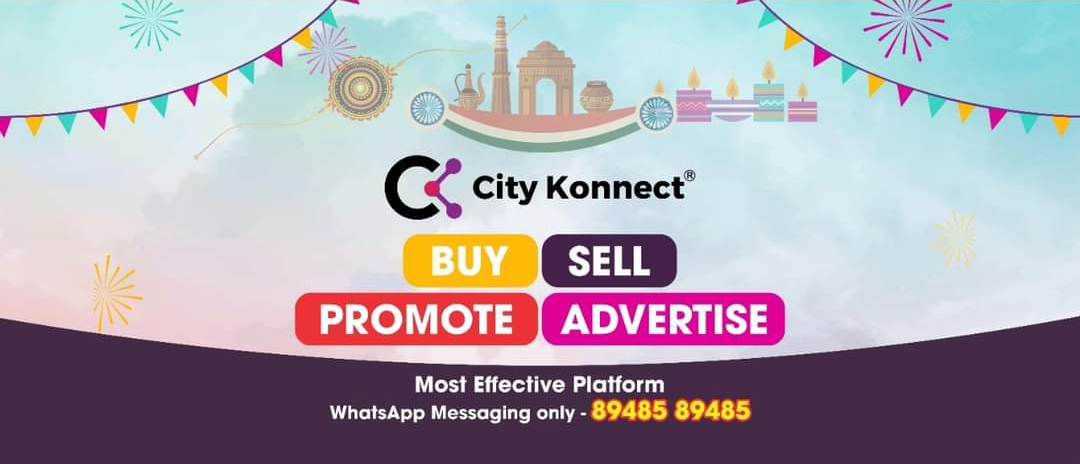 City Konnect®
BUY SELL
PROMOTE ADVERTISE
Most Effective Platform
WhatsApp Messaging only - 89485 89485